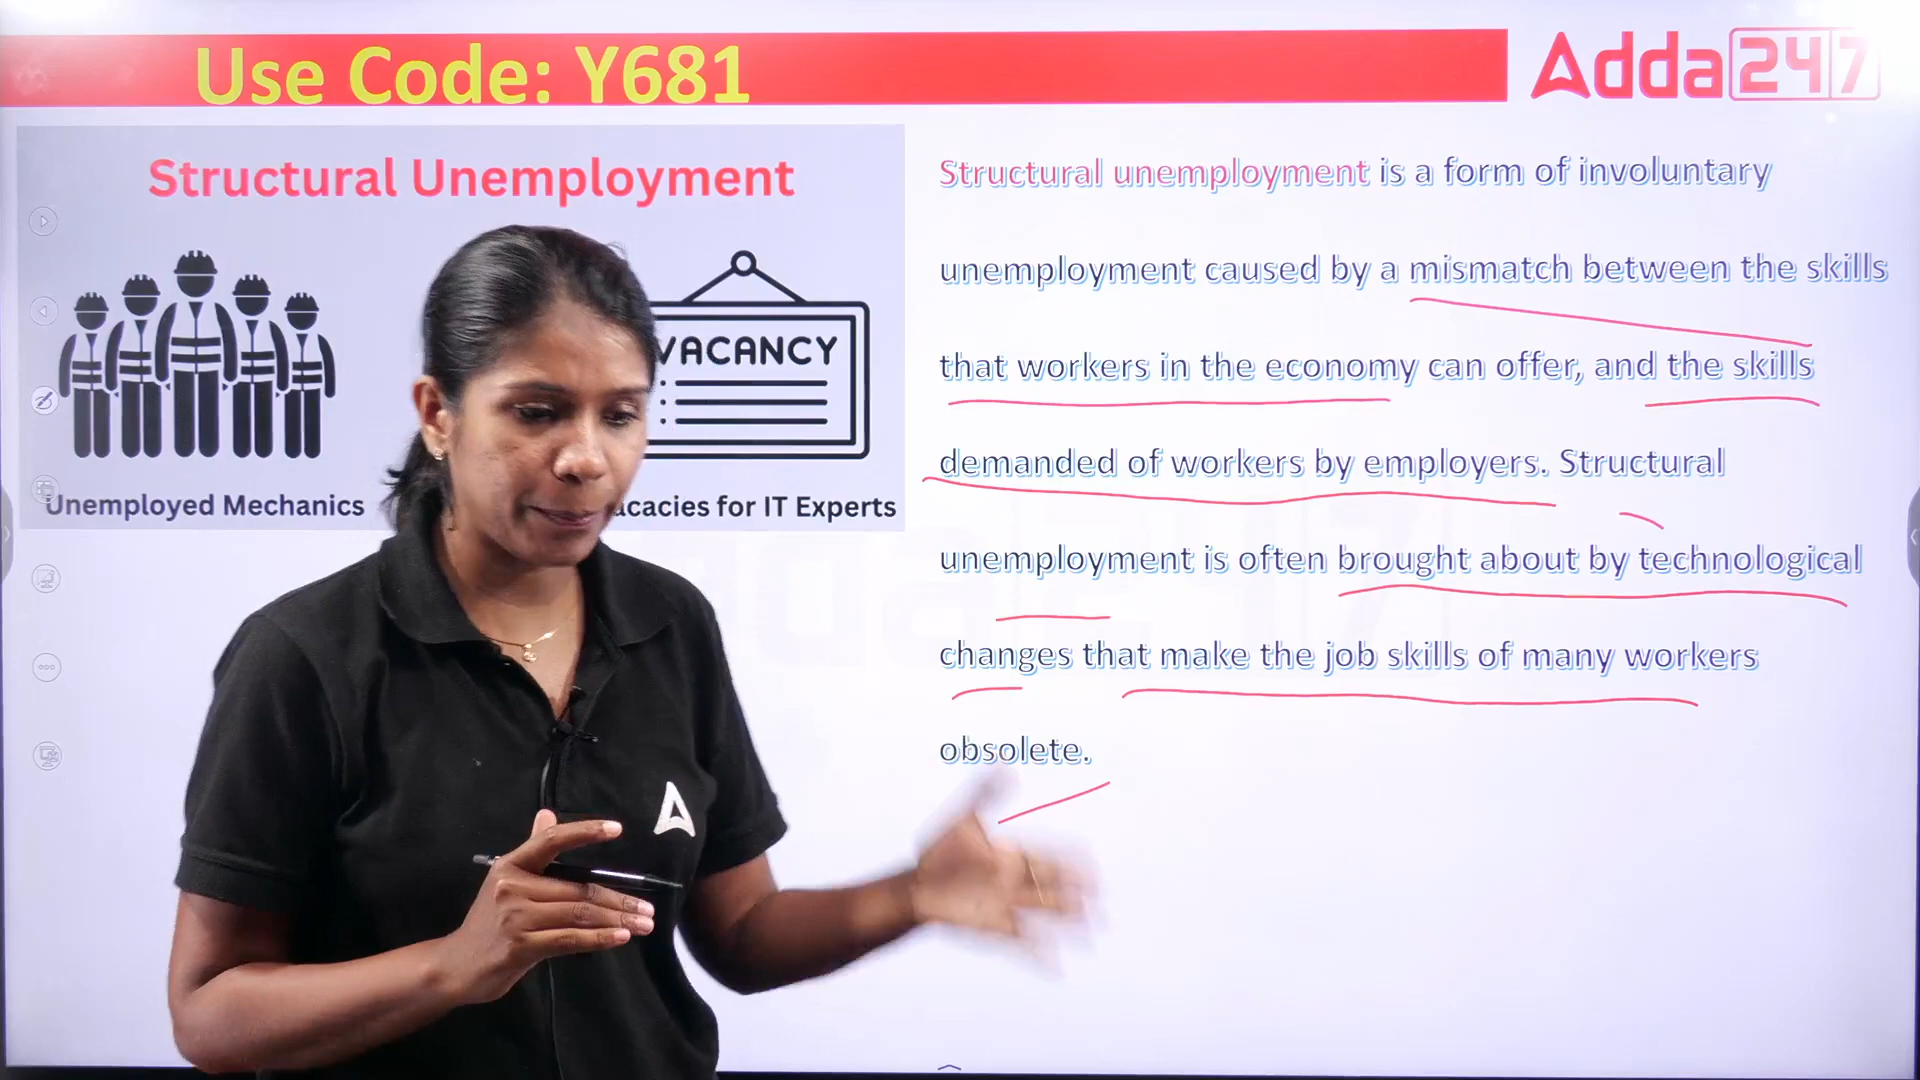 Use Code: Y681
Adda247
Structural Unemployment
VACANCY
Unemployed Mechanics
for IT Experts
Structural unemployment is a form of involuntary
unemployment caused by a mismatch between the skills
that workers in the economy can offer, and the skills
demanded of workers by employers. Structural
unemployment is often brought about by technological
changes that make the job skills of many workers
obsolete.